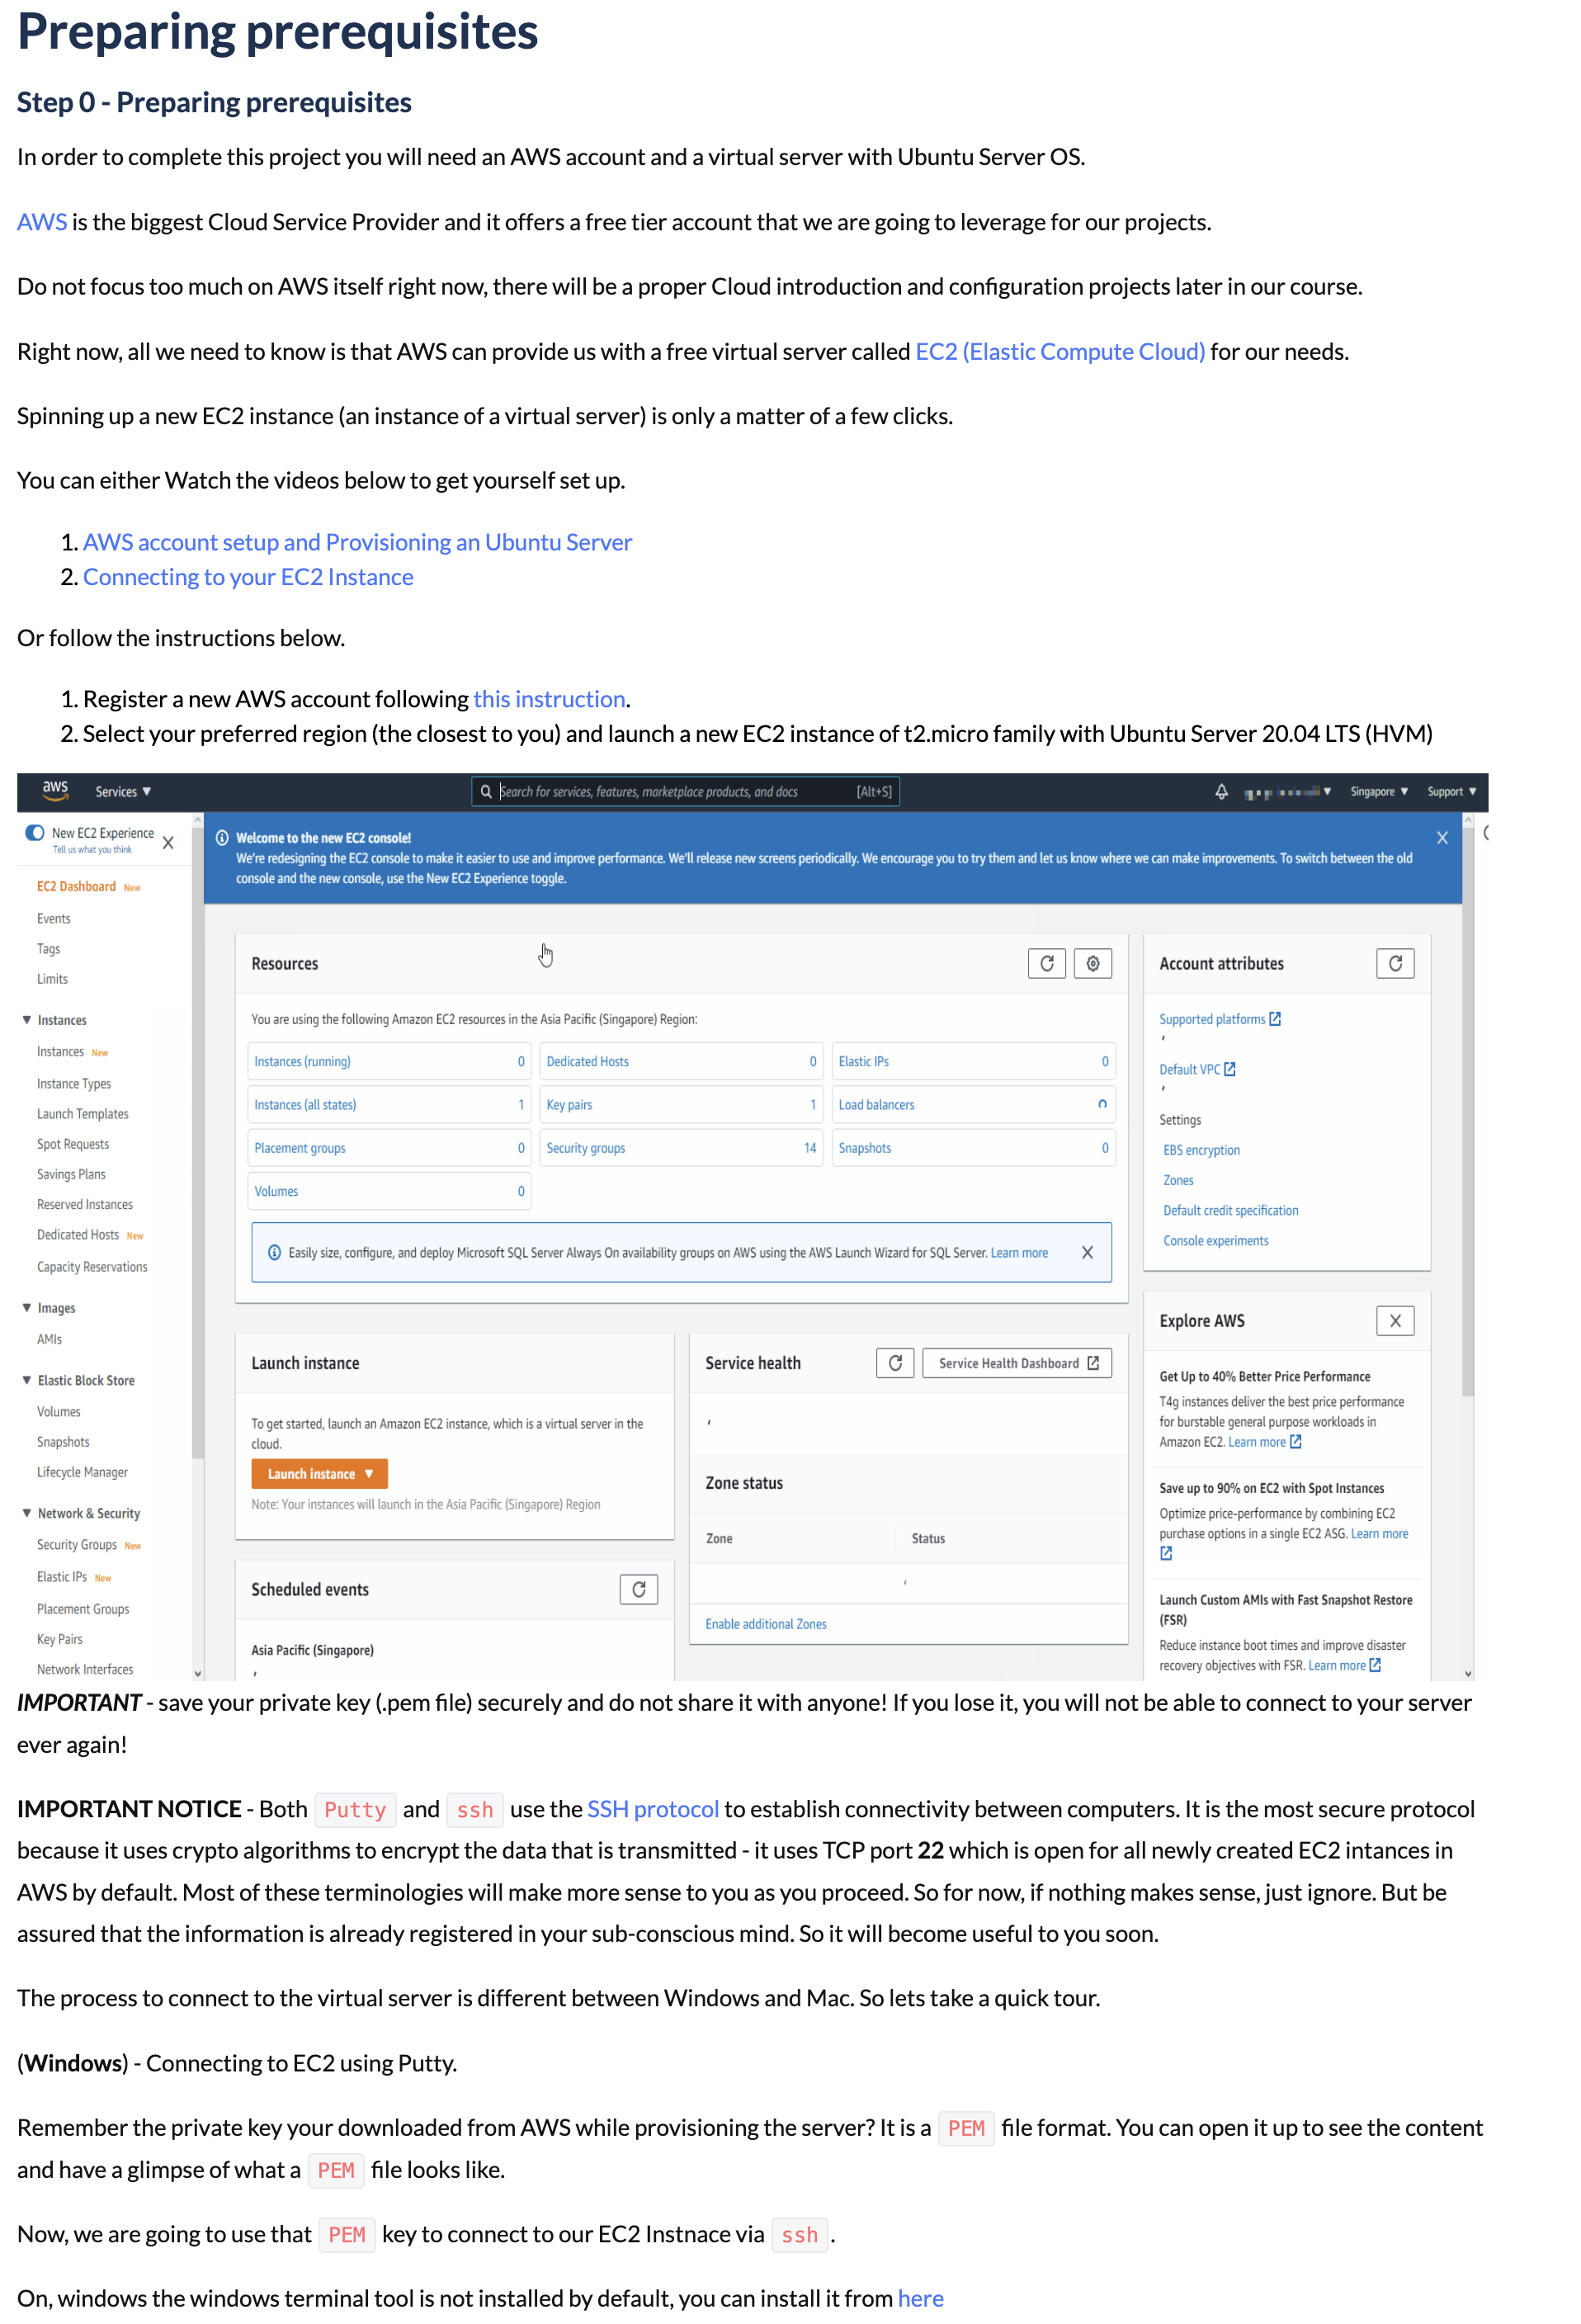 Preparing prerequisites
Step 0 - Preparing prerequisites
In order to complete this project you will need an AWS account and a virtual server with Ubuntu Server OS.
AWS is the biggest Cloud Service Provider and it offers a free tier account that we are going to leverage for our projects.
Do not focus too much on AWS itself right now, there will be a proper Cloud introduction and configuration projects later in our course.
Right now, all we need to know is that AWS can provide us with a free virtual server called EC2 (Elastic Compute Cloud) for our needs.
Spinning up a new EC2 instance (an instance of a virtual server) is only a matter of a few clicks.
You can either Watch the videos below to get yourself set up.
1. AWS account setup and Provisioning an Ubuntu Server
2. Connecting to your EC2 Instance
Or follow the instructions below.
1. Register a new AWS account following this instruction.
2. Select your preferred region (the closest to you) and launch a new EC2 instance of t2.micro family with Ubuntu Server 20.04 LTS (HVM)
aws Services ▼ Search for services, features, marketplace products, and docs [Alt+S] Singapore ▼ Support ▼
New EC2 Experience
Tell us what you think
EC2 Dashboard New
Events
Tags
Limits
▼ Instances
Instances New
Instance Types
Launch Templates
Spot Requests
Savings Plans
Reserved Instances
Dedicated Hosts New
Capacity Reservations
▼ Images
AMIs
▼ Elastic Block Store
Volumes
Snapshots
Lifecycle Manager
▼ Network & Security
Security Groups New
Elastic IPs New
Placement Groups
Key Pairs
Network Interfaces
Welcome to the new EC2 console!
We're redesigning the EC2 console to make it easier to use and improve performance. We'll release new screens periodically. We encourage you to try them and let us know where we can make improvements. To switch between the old
console and the new console, use the New EC2 Experience toggle.
Resources
You are using the following Amazon EC2 resources in the Asia Pacific (Singapore) Region:
Instances (running) 0 Dedicated Hosts 0 Elastic IPs 0
Instances (all states) 1 Key pairs 1 Load balancers
Placement groups 0 Security groups 14 Snapshots 0
Volumes 0
Easily size, configure, and deploy Microsoft SQL Server Always On availability groups on AWS using the AWS Launch Wizard for SQL Server. Learn more
Launch instance
To get started, launch an Amazon EC2 instance, which is a virtual server in the
cloud.
Launch instance ▼
Note: Your instances will launch in the Asia Pacific (Singapore) Region
Scheduled events
Asia Pacific (Singapore)
Service health
Service Health Dashboard
Zone status
Zone Status
Enable additional Zones
Account attributes
Supported platforms
Default VPC
Settings
EBS encryption
Zones
Default credit specification
Console experiments
Explore AWS
Get Up to 40% Better Price Performance
T4g instances deliver the best price performance
for burstable general purpose workloads in
Amazon EC2. Learn more
Save up to 90% on EC2 with Spot Instances
Optimize price-performance by combining EC2
purchase options in a single EC2 ASG. Learn more
Launch Custom AMIs with Fast Snapshot Restore
(FSR)
Reduce instance boot times and improve disaster
recovery objectives with FSR. Learn more
IMPORTANT - save your private key (.pem file) securely and do not share it with anyone! If you lose it, you will not be able to connect to your server
ever again!
IMPORTANT NOTICE - Both Putty and ssh use the SSH protocol to establish connectivity between computers. It is the most secure protocol
because it uses crypto algorithms to encrypt the data that is transmitted - it uses TCP port 22 which is open for all newly created EC2 intances in
AWS by default. Most of these terminologies will make more sense to you as you proceed. So for now, if nothing makes sense, just ignore. But be
assured that the information is already registered in your sub-conscious mind. So it will become useful to you soon.
The process to connect to the virtual server is different between Windows and Mac. So lets take a quick tour.
(Windows) - Connecting to EC2 using Putty.
Remember the private key your downloaded from AWS while provisioning the server? It is a PEM file format. You can open it up to see the content
and have a glimpse of what a PEM file looks like.
Now, we are going to use that PEM key to connect to our EC2 Instnace via ssh .
On, windows the windows terminal tool is not installed by default, you can install it from here